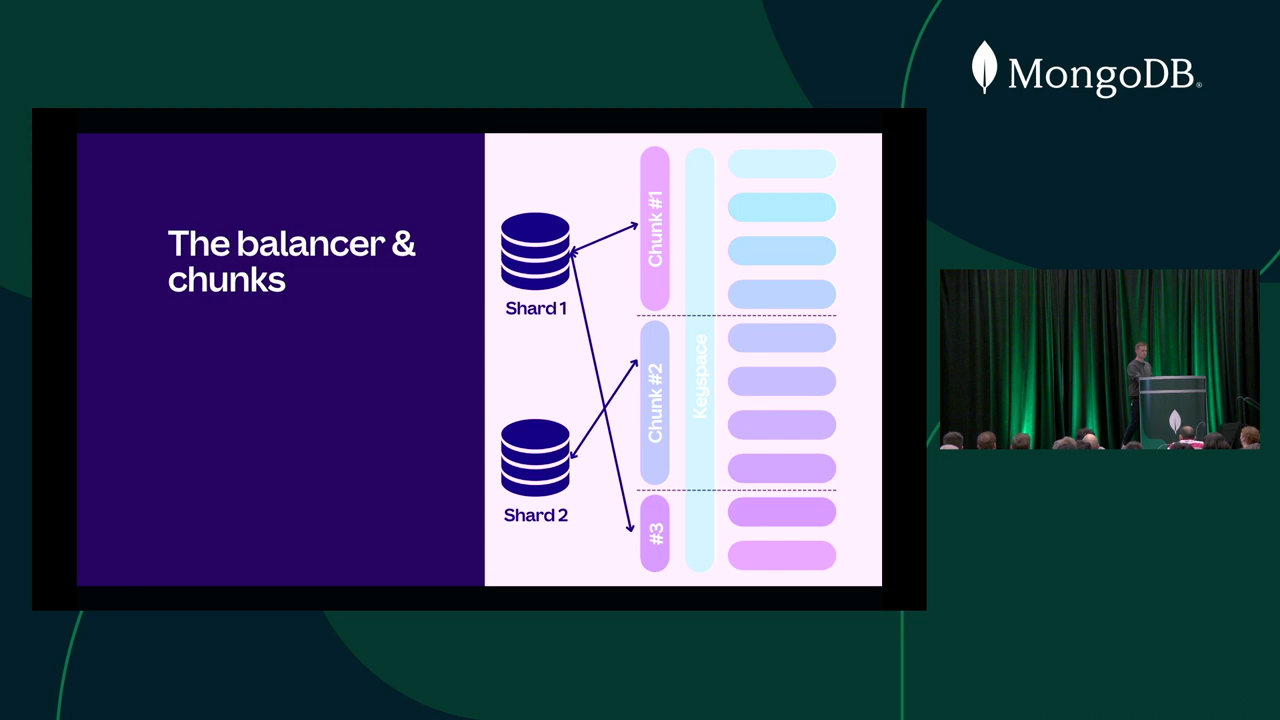 MongoDB®
The balancer &
chunks
Shard 1
Shard 2
Chunk #1
Chunk #2
#3
Keyspace